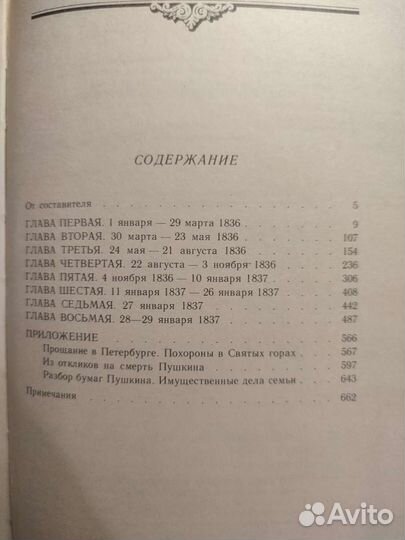 СОДЕРЖАНИЕ
От составителя . . . . . . . . . . . . . . 5
ГЛАВА ПЕРВАЯ. 1 января — 29 марта 1836 . . . . . 9
ГЛАВА ВТОРАЯ. 30 марта — 23 мая 1836 . . . . . 107
ГЛАВА ТРЕТЬЯ. 24 мая — 21 августа 1836 . . . . . 154
ГЛАВА ЧЕТВЕРТАЯ. 22 августа — 3 ноября 1836 . . . . 236
ГЛАВА ПЯТАЯ. 4 ноября 1836 — 10 января 1837 . . . . 306
ГЛАВА ШЕСТАЯ. 11 января 1837 — 26 января 1837 . . . 408
ГЛАВА СЕДЬМАЯ. 27 января 1837 . . . . . . . . 442
ГЛАВА ВОСЬМАЯ. 28—29 января 1837 . . . . . . . 487
ПРИЛОЖЕНИЕ . . . . . . . . . . . . . . 566
Прощание в Петербурге. Похороны в Святых горах . . . 567
Из откликов на смерть Пушкина . . . . . . . . 597
Разбор бумаг Пушкина. Имущественные дела семьи . . . 643
Примечания . . . . . . . . . . . . . . 662
Avito